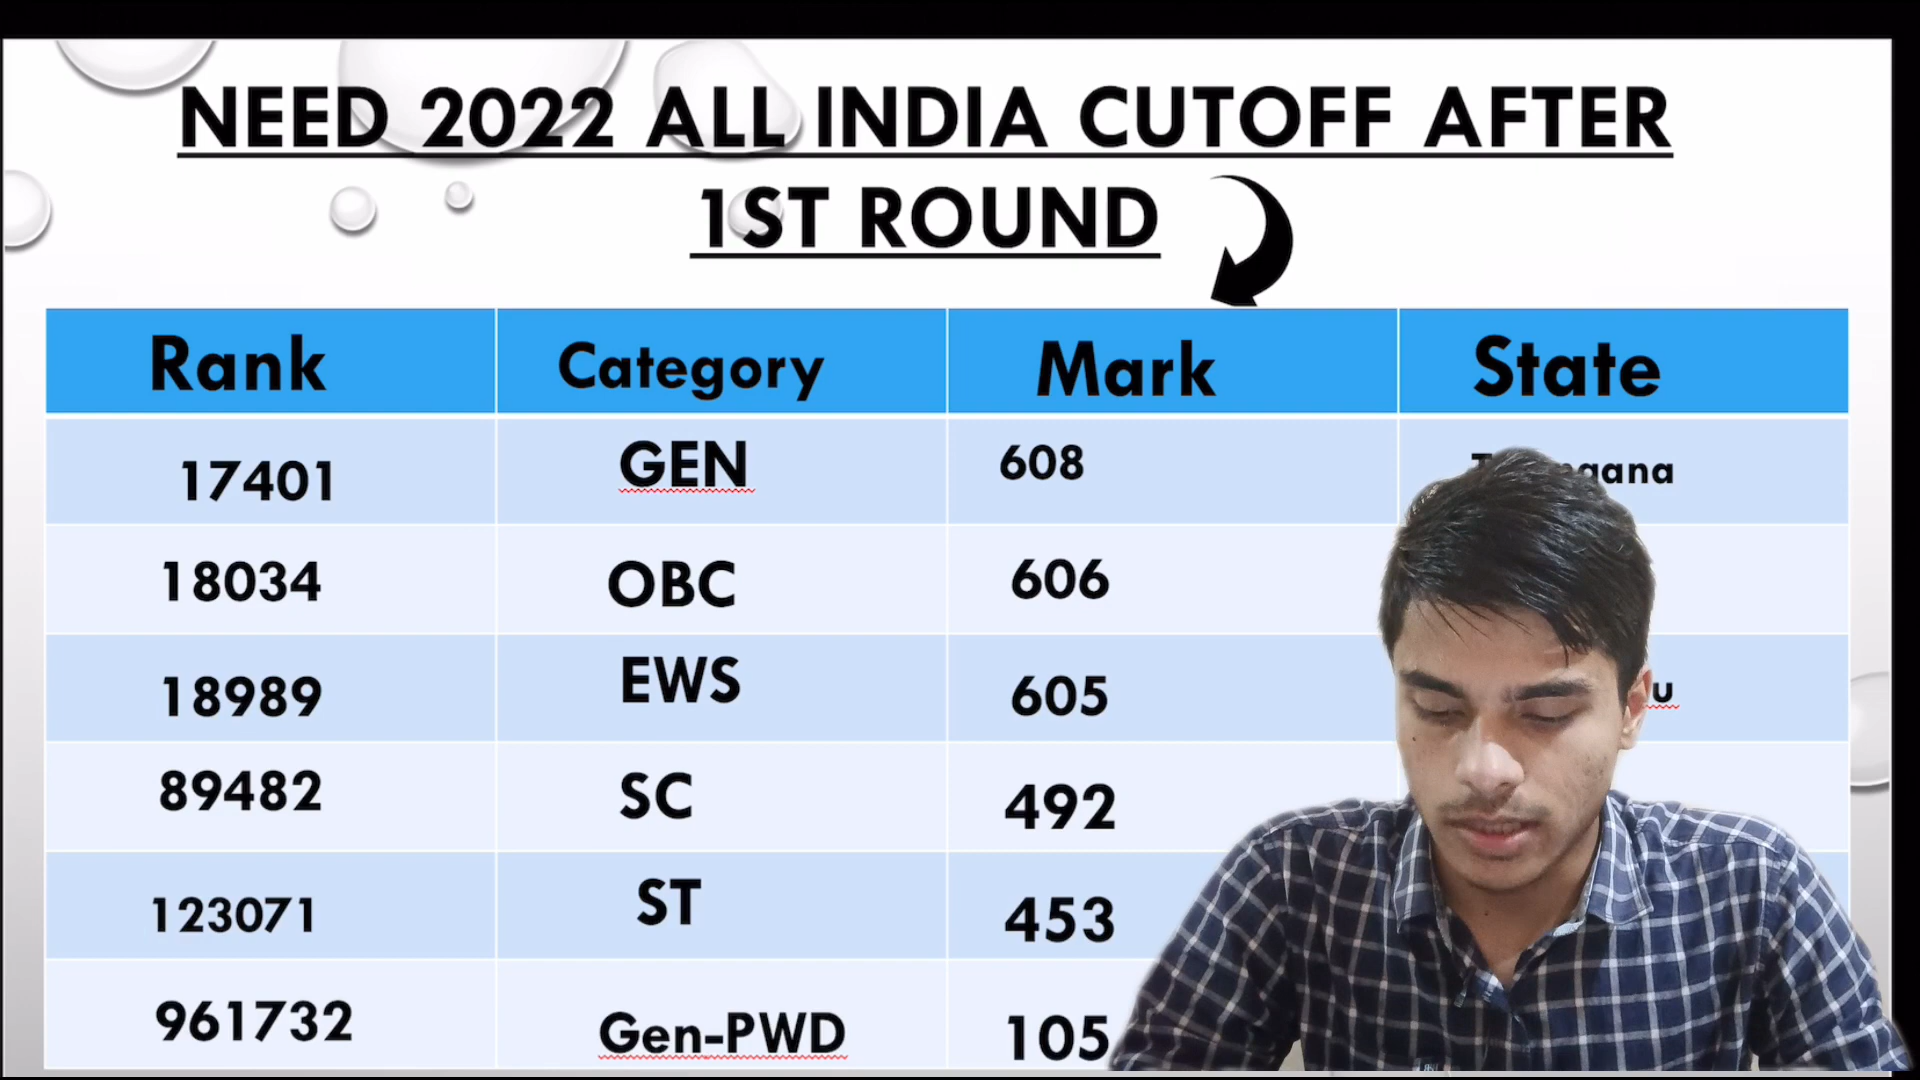 NEED 2022 ALL INDIA CUTOFF AFTER
1ST ROUND
Rank Category Mark State
17401 GEN 608
18034 OBC 606
18989 EWS 605
89482 SC 492
123071 ST 453
961732 Gen-PWD 105